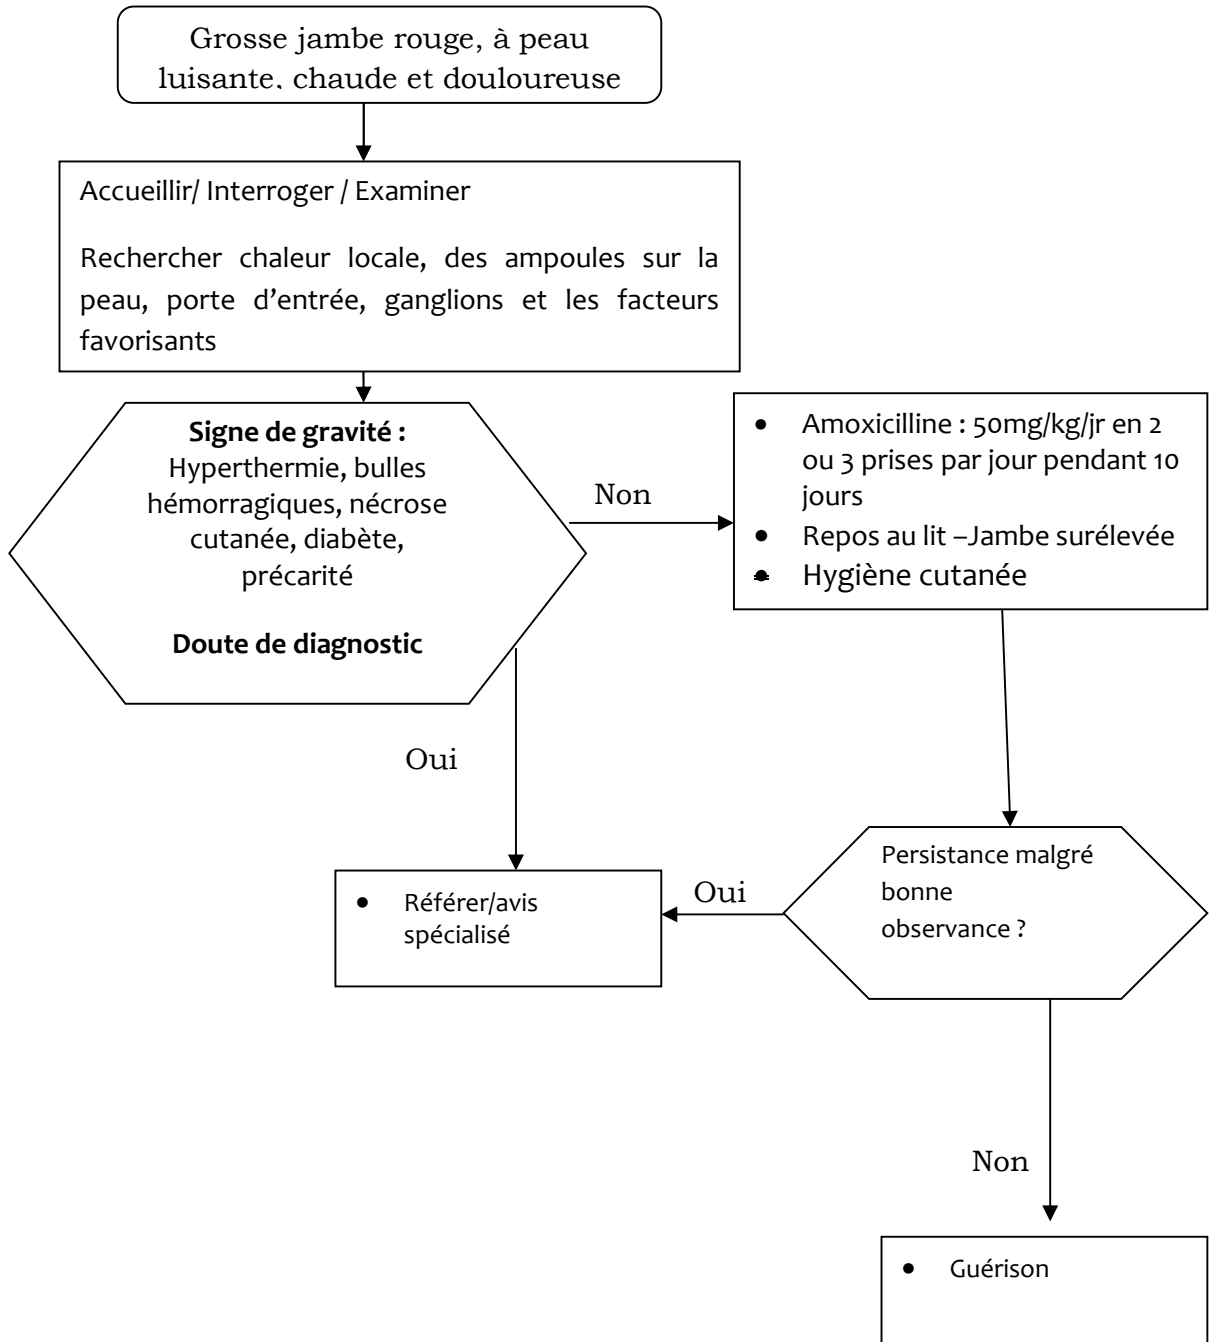 Grosse jambe rouge, à peau
luisante, chaude et douloureuse
Accueillir/ Interroger / Examiner
Rechercher chaleur locale, des ampoules sur la
peau, porte d’entrée, ganglions et les facteurs
favorisants
Signe de gravité :
Hyperthermie, bulles
hémorragiques, nécrose
cutanée, diabète,
précarité
Doute de diagnostic
Non
• Amoxicilline : 50mg/kg/jr en 2
ou 3 prises par jour pendant 10
jours
• Repos au lit –Jambe surélevée
• Hygiène cutanée
Oui
Persistance malgré
bonne
observance ?
Oui
• Référer/avis
spécialisé
Non
• Guérison